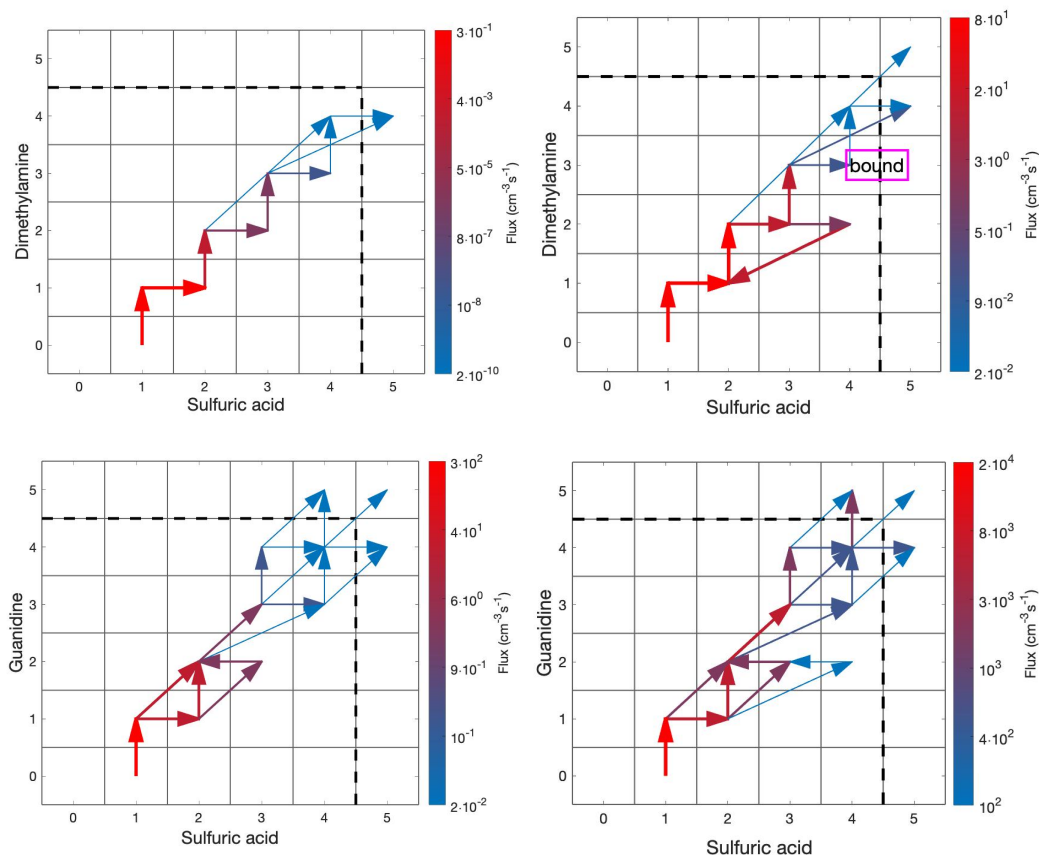 Dimethylamine
5
4
3
2
1
0
0 1 2 3 4 5
Sulfuric acid
3·10⁻¹
4·10⁻³
5·10⁻⁵
8·10⁻⁷
10⁻⁸
2·10⁻¹⁰
Flux (cm⁻³s⁻¹)
Dimethylamine
5
4
3
2
1
0
bound
0 1 2 3 4 5
Sulfuric acid
8·10¹
2·10¹
3·10⁰
5·10⁻¹
9·10⁻²
2·10⁻²
Flux (cm⁻³s⁻¹)
Guanidine
5
4
3
2
1
0
0 1 2 3 4 5
Sulfuric acid
3·10²
4·10¹
6·10⁰
9·10⁻¹
10⁻¹
2·10⁻²
Flux (cm⁻³s⁻¹)
Guanidine
5
4
3
2
1
0
0 1 2 3 4 5
Sulfuric acid
2·10⁴
8·10³
3·10³
10³
4·10²
10²
Flux (cm⁻³s⁻¹)